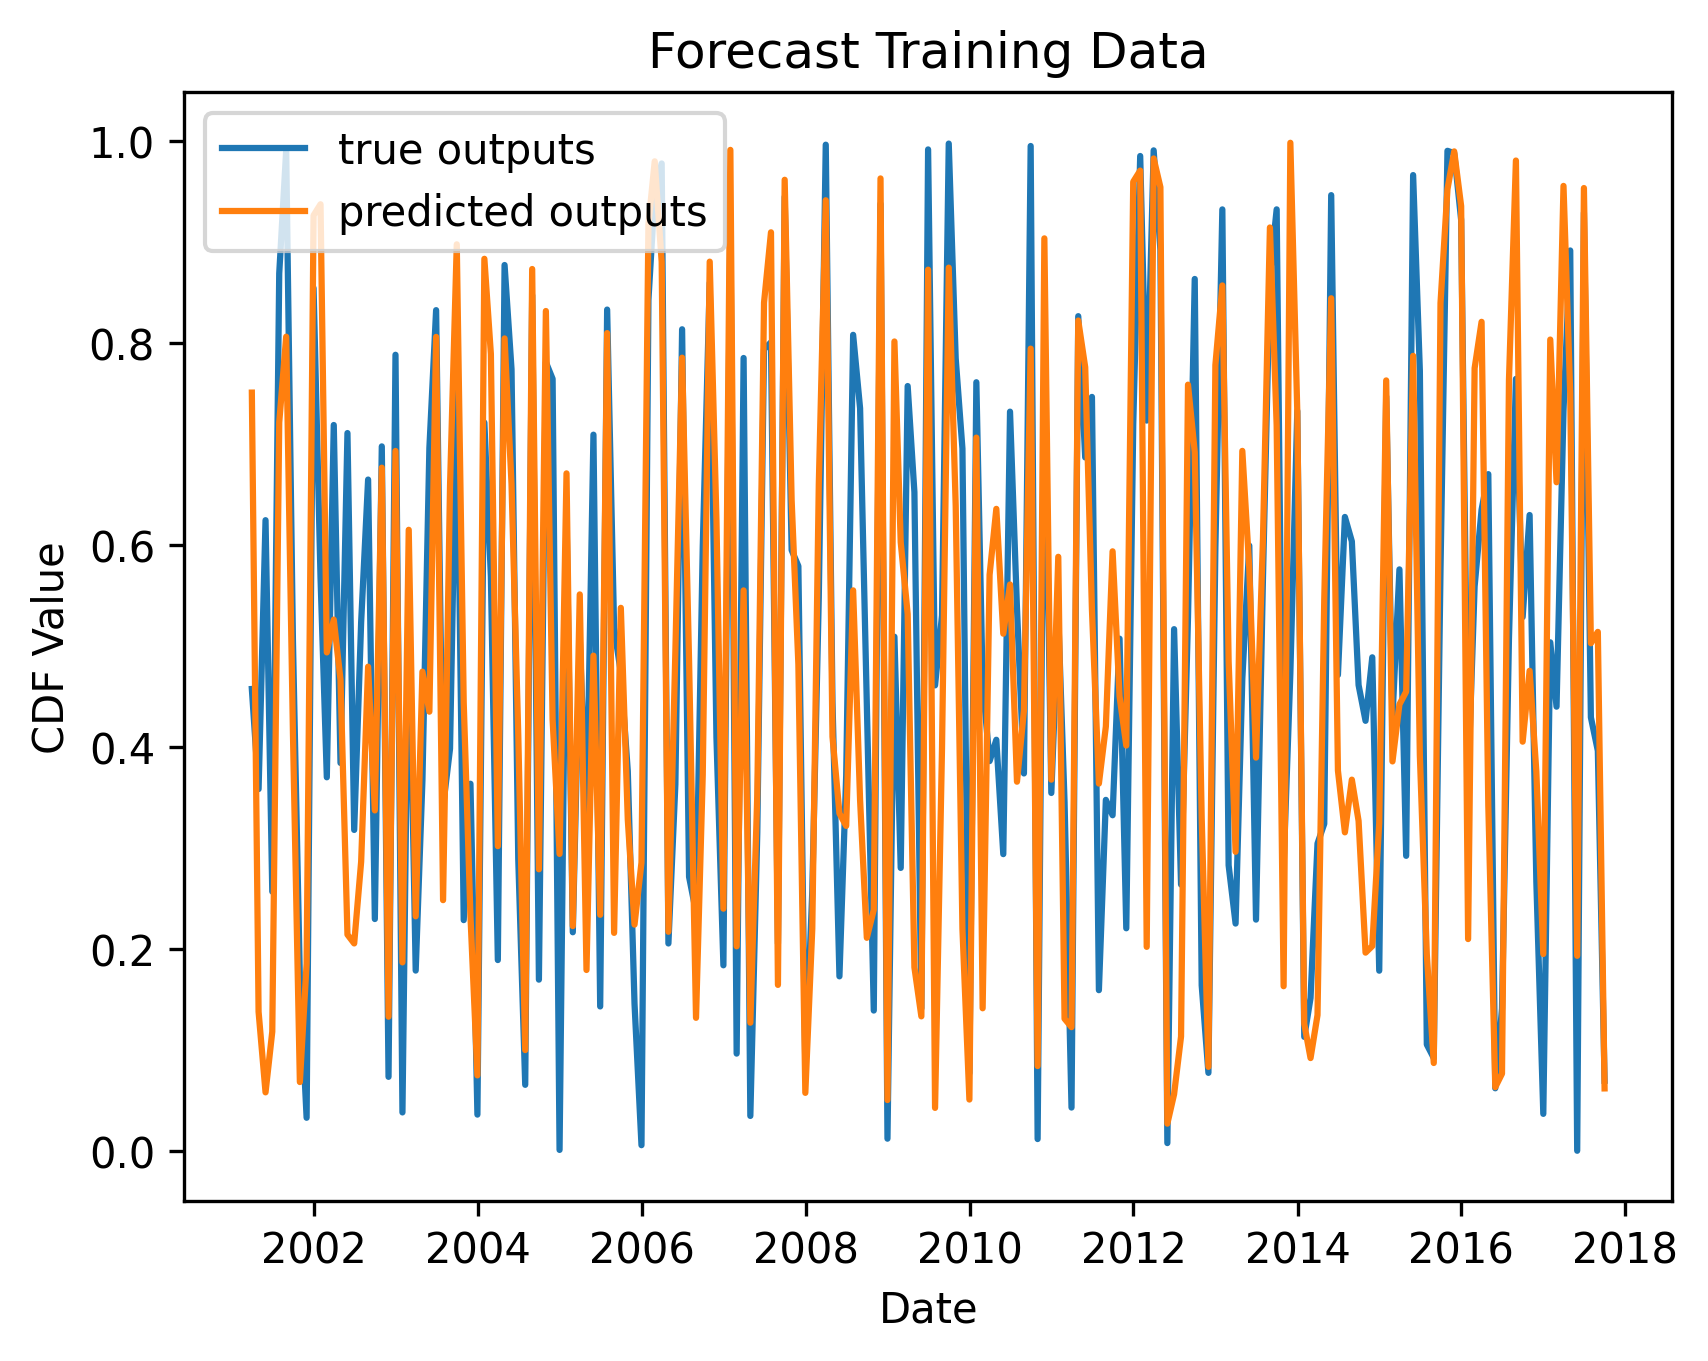 Forecast Training Data
true outputs
predicted outputs
1.0
0.8
0.6
0.4
0.2
0.0
CDF Value
2002 2004 2006 2008 2010 2012 2014 2016 2018
Date